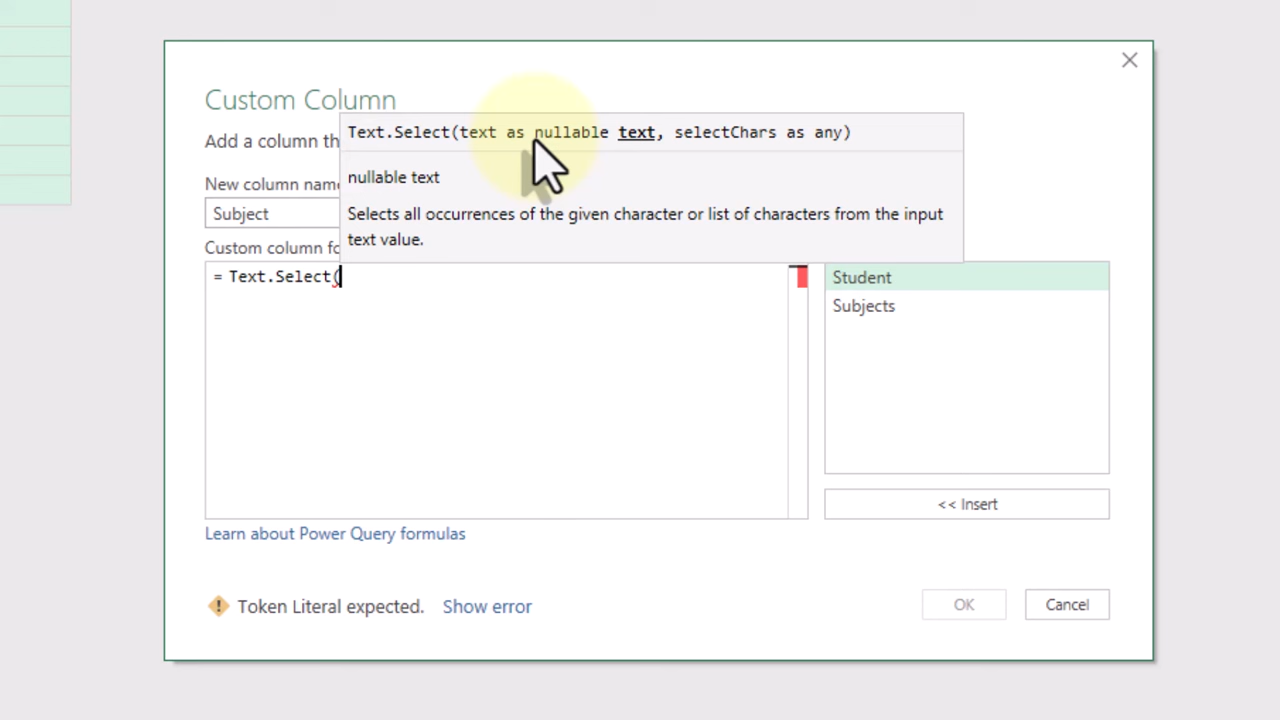 Custom Column
Text.Select(text as nullable text, selectChars as any)
Add a column th
nullable text
New column nam
Selects all occurrences of the given character or list of characters from the input
text value.
Subject
Custom column fo
= Text.Select(
Student
Subjects
<< Insert
Learn about Power Query formulas
Token Literal expected. Show error
OK
Cancel